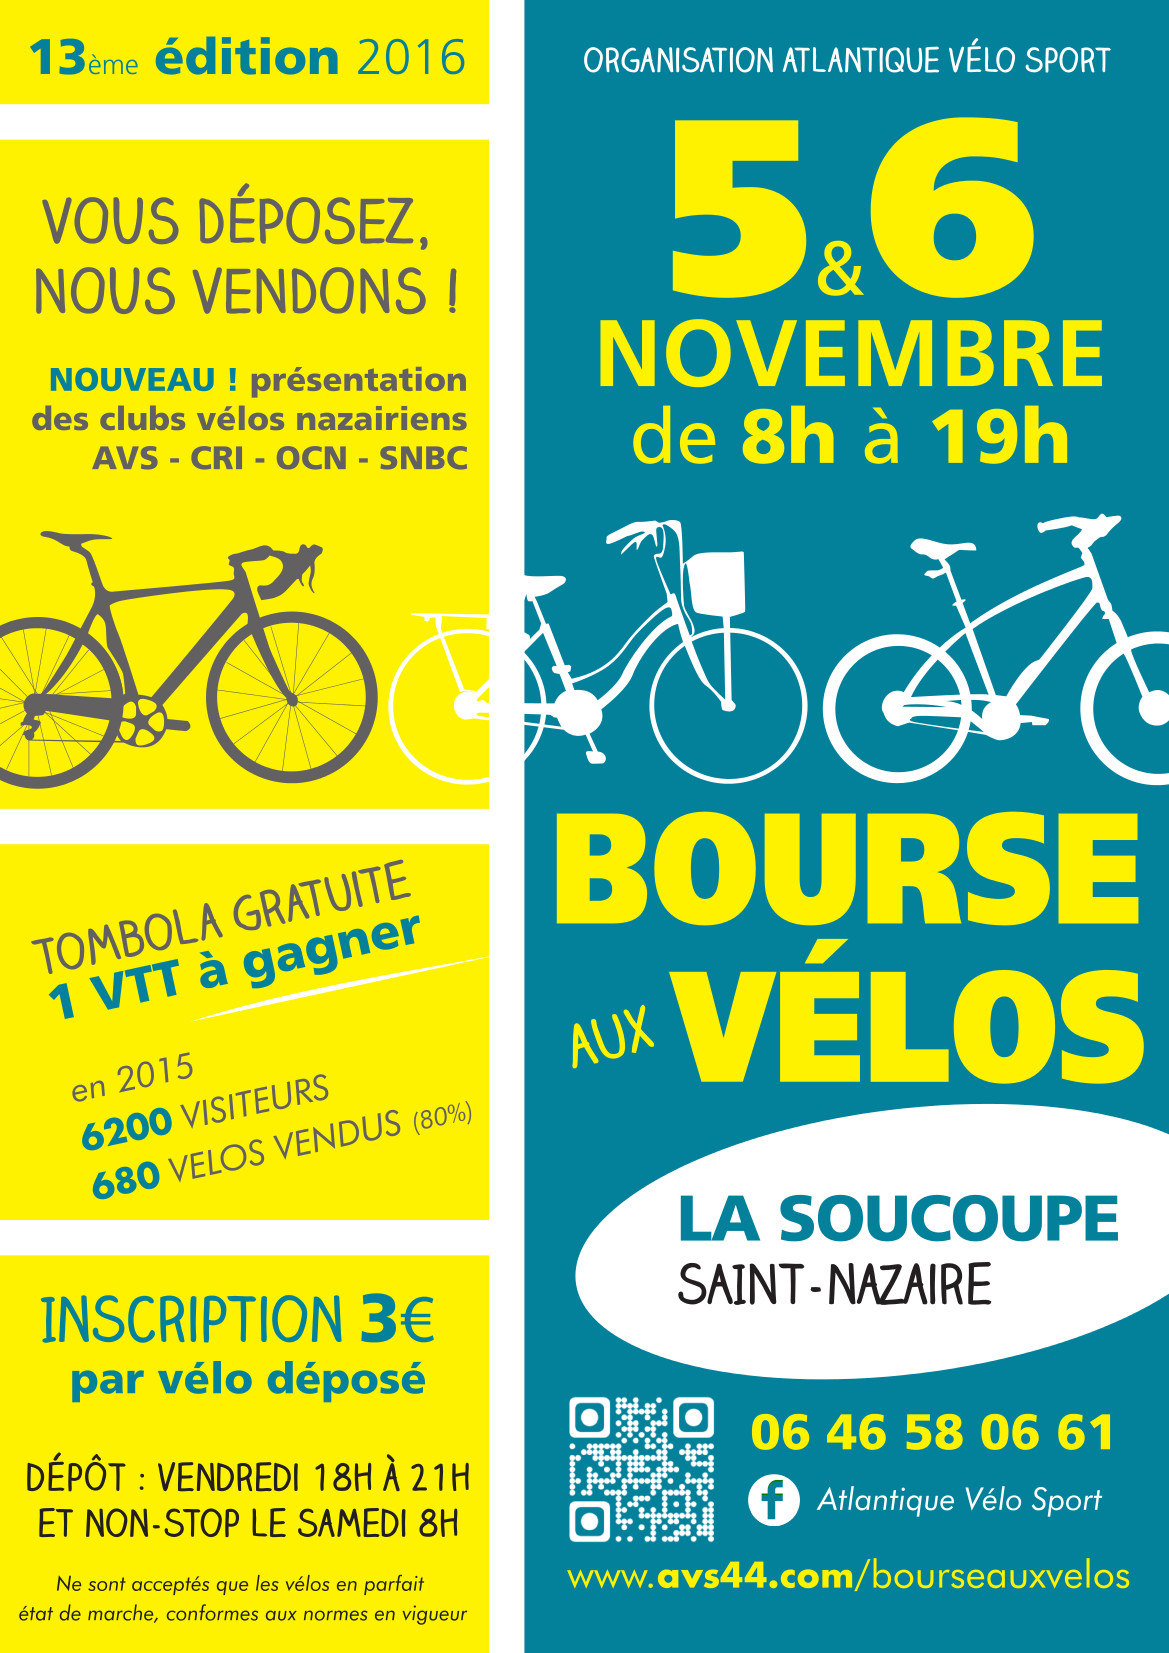 13ème édition 2016
VOUS DÉPOSEZ,
NOUS VENDONS !
NOUVEAU ! présentation
des clubs vélos nazairiens
AVS - CRI - OCN - SNBC
TOMBOLA GRATUITE
1 VTT à gagner
en 2015
6200 VISITEURS
680 VELOS VENDUS (80%)
INSCRIPTION 3€
par vélo déposé
DÉPÔT : VENDREDI 18H À 21H
ET NON-STOP LE SAMEDI 8H
Ne sont acceptés que les vélos en parfait
état de marche, conformes aux normes en vigueur
ORGANISATION ATLANTIQUE VÉLO SPORT
5&6
NOVEMBRE
de 8h à 19h
BOURSE
AUX VÉLOS
LA SOUCOUPE
SAINT-NAZAIRE
06 46 58 06 61
f Atlantique Vélo Sport
www.avs44.com/bourseauxvelos